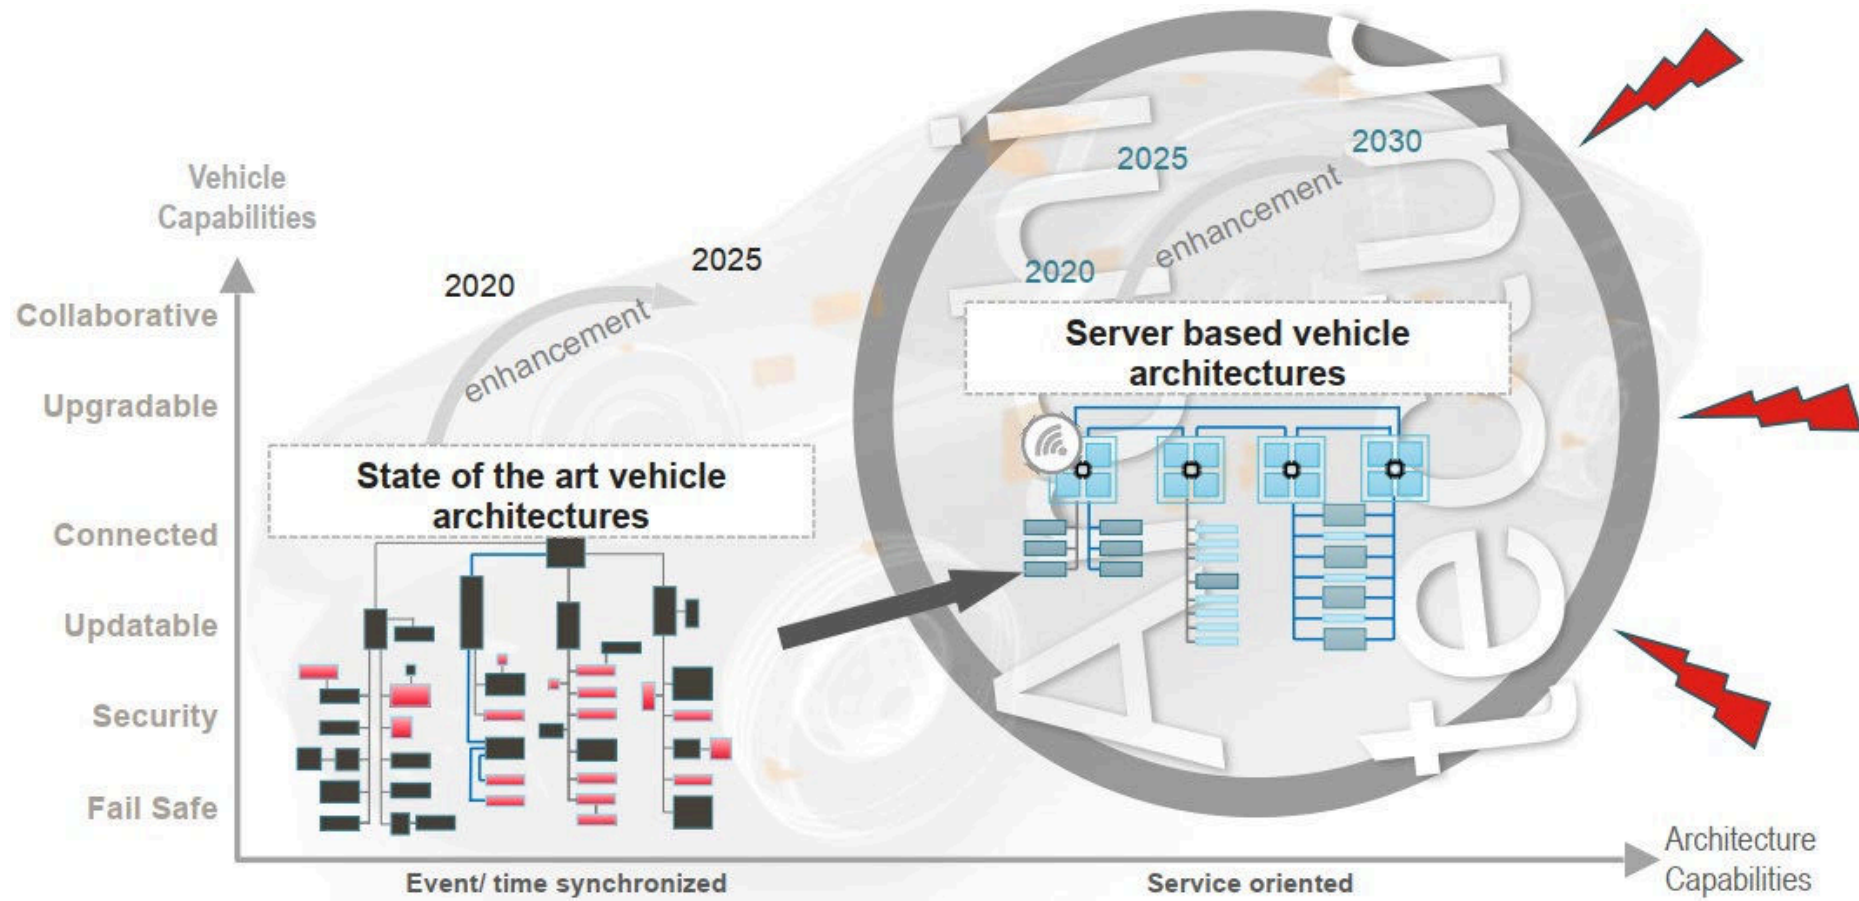 Vehicle
Capabilities
Collaborative
Upgradable
Connected
Updatable
Security
Fail Safe
2020
2025
enhancement
State of the art vehicle
architectures
2020
2025
2030
enhancement
Server based vehicle
architectures
Event/ time synchronized
Service oriented
Architecture
Capabilities